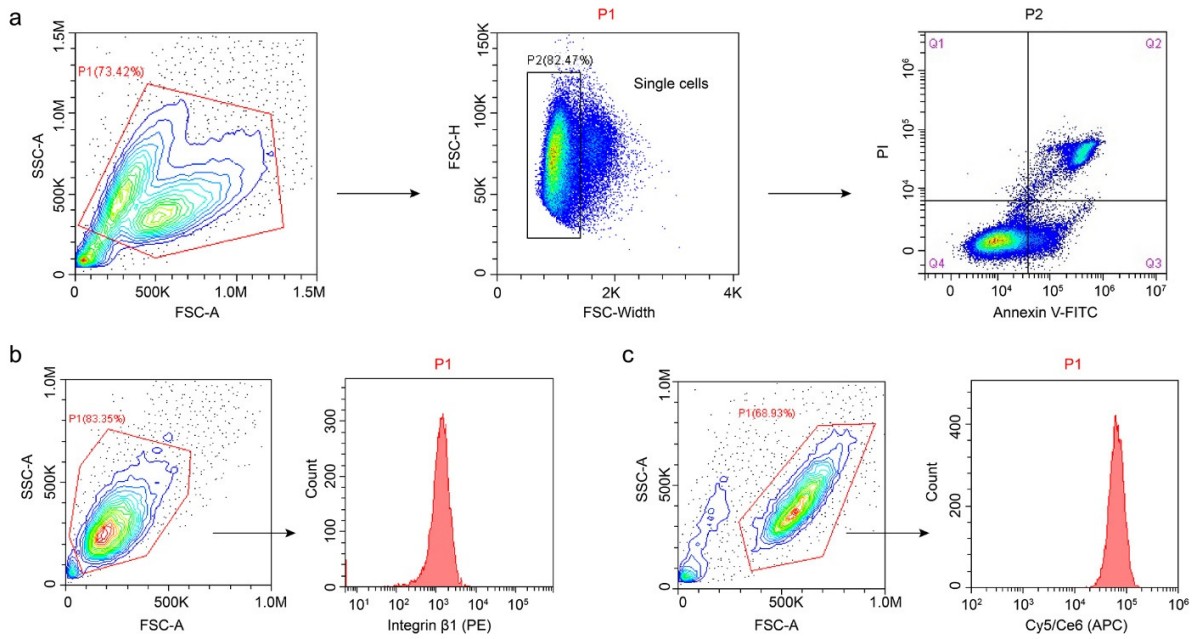 a
P1
P2
1.5M
1.0M
500K
0
SSC-A
P1(73.42%)
0
500K
1.0M
1.5M
FSC-A
150K
100K
50K
0
FSC-H
P2(82.47%)
Single cells
0
2K
4K
FSC-Width
Q1
Q2
Q3
Q4
10⁶
10⁵
10⁴
0
PI
0
10⁴
10⁵
10⁶
10⁷
Annexin V-FITC
b
P1
1.0M
500K
0
SSC-A
P1(83.35%)
0
500K
1.0M
FSC-A
300
200
100
0
Count
10¹
10²
10³
10⁴
10⁵
Integrin β1 (PE)
c
P1
1.0M
500K
0
SSC-A
P1(68.93%)
0
500K
1.0M
FSC-A
400
200
0
Count
10²
10³
10⁴
10⁵
10⁶
Cy5/Ce6 (APC)